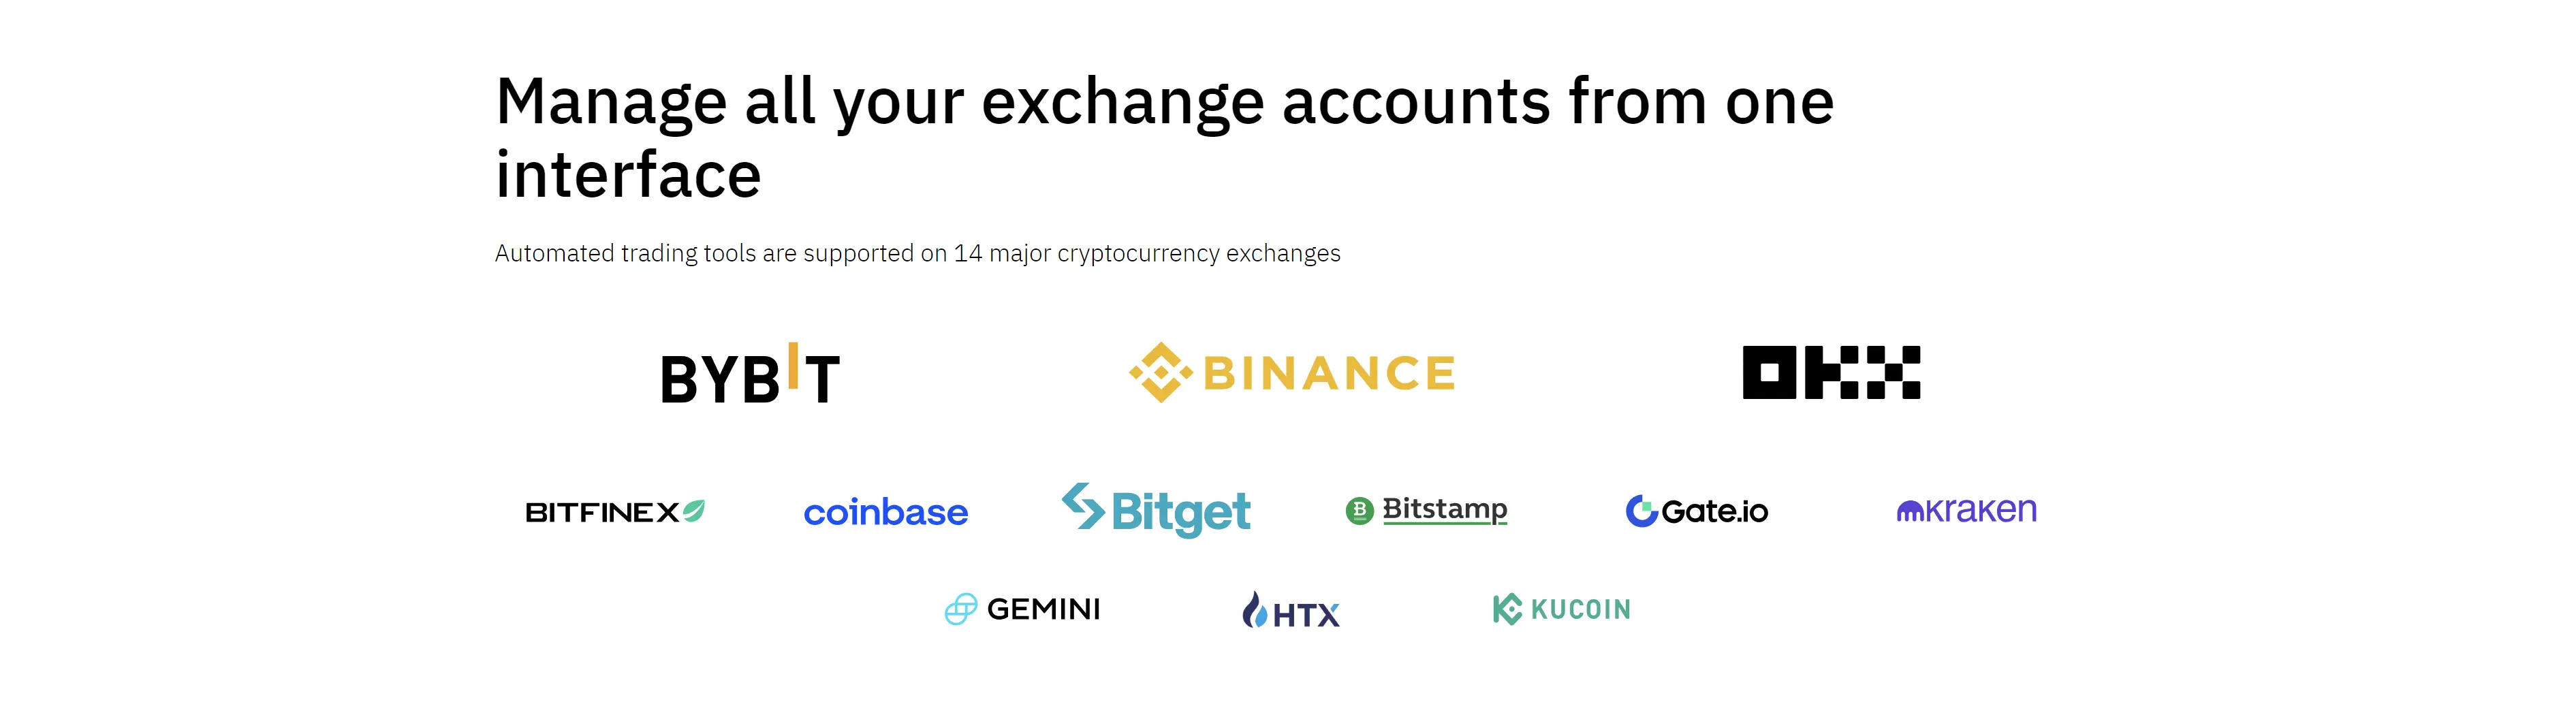 Manage all your exchange accounts from one
interface
Automated trading tools are supported on 14 major cryptocurrency exchanges
BYBIT BINANCE OKX
BITFINEX coinbase Bitget Bitstamp Gate.io kraken
GEMINI HTX KUCOIN